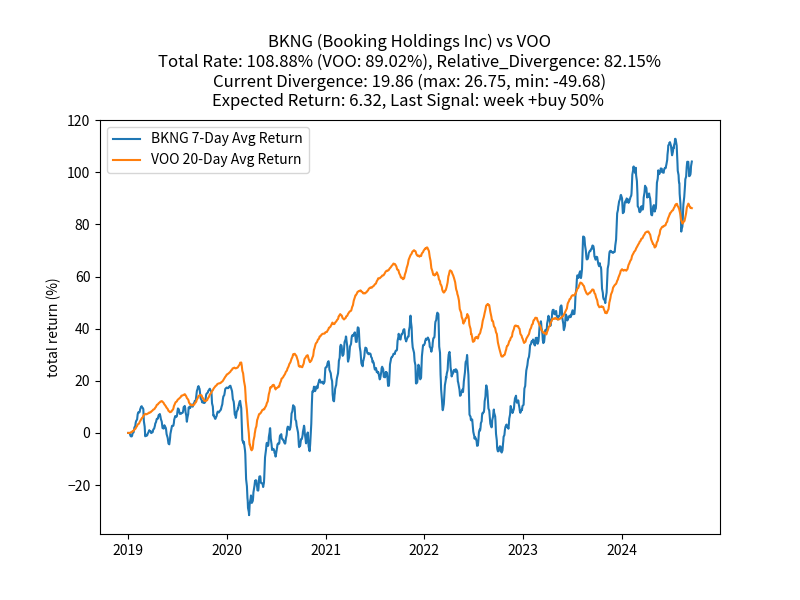 BKNG (Booking Holdings Inc) vs VOO
Total Rate: 108.88% (VOO: 89.02%), Relative_Divergence: 82.15%
Current Divergence: 19.86 (max: 26.75, min: -49.68)
Expected Return: 6.32, Last Signal: week +buy 50%
BKNG 7-Day Avg Return
VOO 20-Day Avg Return
total return (%)
120
100
80
60
40
20
0
−20
2019 2020 2021 2022 2023 2024